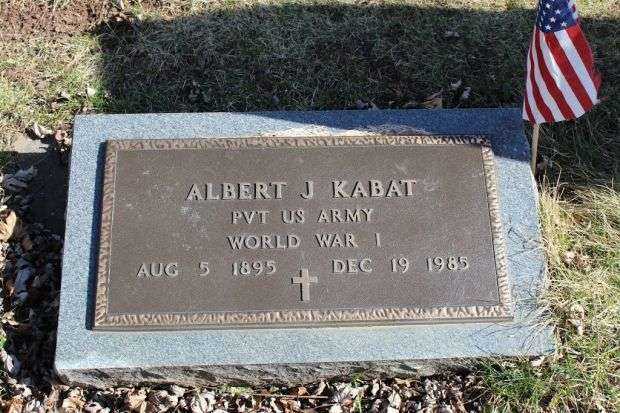 ALBERT J KABAT
PVT US ARMY
WORLD WAR I
AUG 5 1895 DEC 19 1985